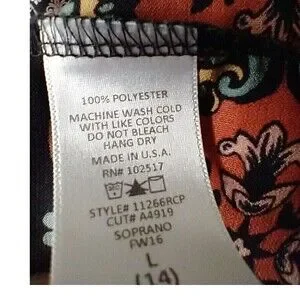 100% POLYESTER
MACHINE WASH COLD
WITH LIKE COLORS
DO NOT BLEACH
HANG DRY
MADE IN U.S.A.
RN# 102517
STYLE# 11266RCP
CUT# A4919
SOPRANO
FW16
L
(14)